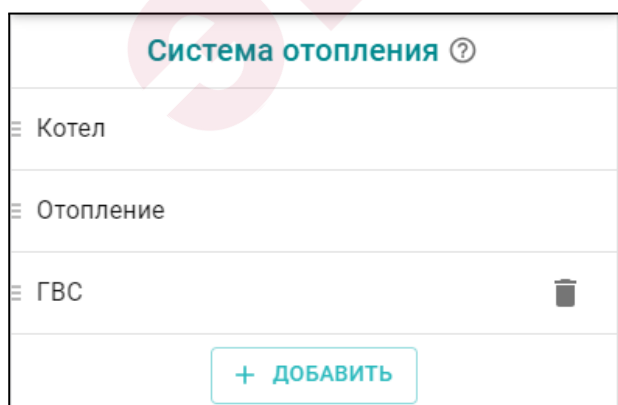 Система отопления ?
Котел
Отопление
ГВС
+ ДОБАВИТЬ